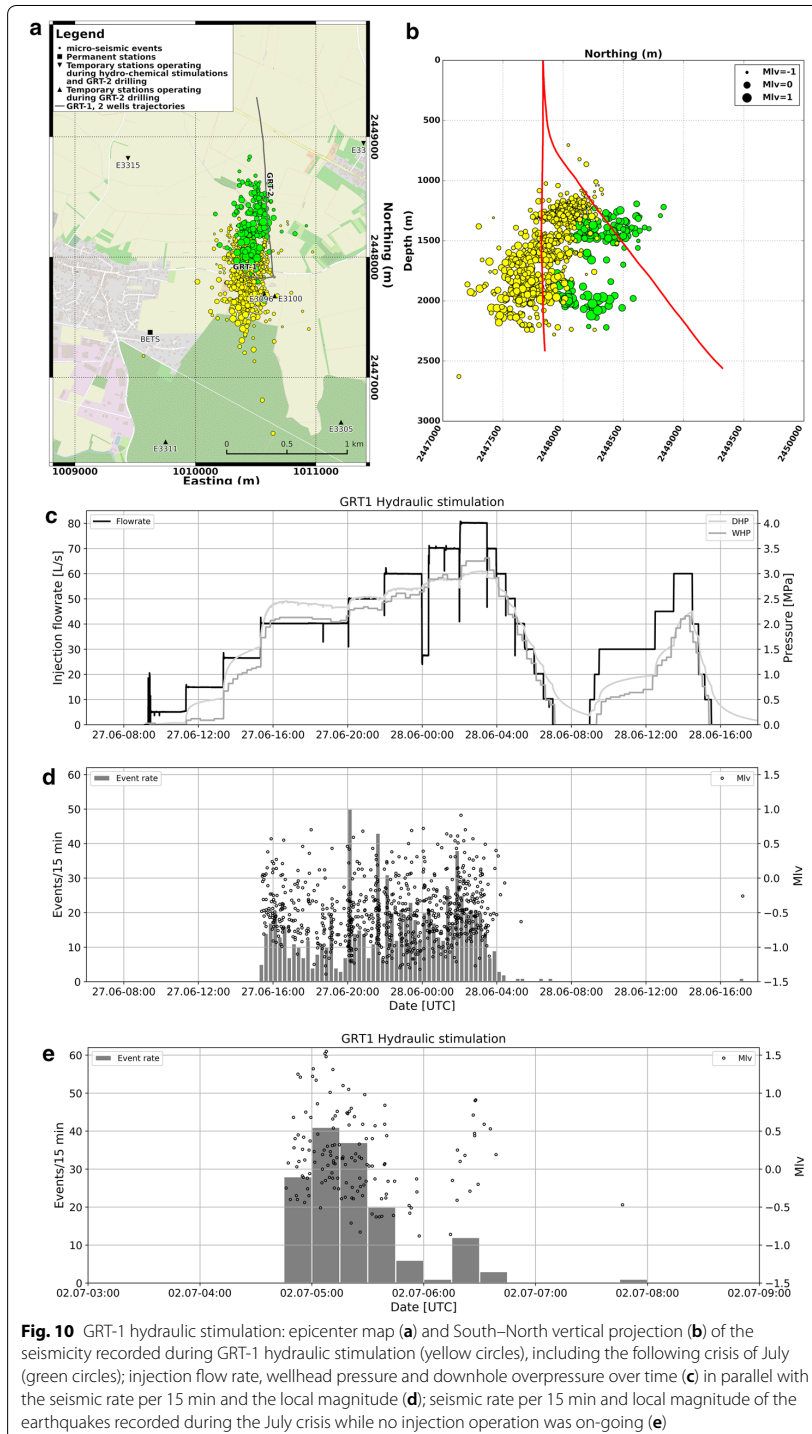 a
Legend
micro-seismic events
Permanent stations
Temporary stations operating
during hydro-chemical stimulations
and GRT-2 drilling
Temporary stations operating
during GRT-2 drilling
GRT-1, 2 wells trajectories
E3315
E33
GRT-2
GRT-1
E3096
E3100
BETS
E3305
E3311
0 0.5 1 km
2449000
2448000
2447000
Northing (m)
1009000 1010000 1011000
Easting (m)
b
Northing (m)
Mlv=-1
Mlv=0
Mlv=1
Depth (m)
0
500
1000
1500
2000
2500
3000
2447000 2447500 2448000 2448500 2449000 2449500 2450000
c
GRT1 Hydraulic stimulation
Flowrate
DHP
WHP
Injection flowrate [L/s]
80
70
60
50
40
30
20
10
0
4.0
3.5
3.0
2.5
2.0
1.5
1.0
0.5
0.0
Pressure [MPa]
27.06-08:00 27.06-12:00 27.06-16:00 27.06-20:00 28.06-00:00 28.06-04:00 28.06-08:00 28.06-12:00 28.06-16:00
d
Event rate
Mlv
Events/15 min
60
50
40
30
20
10
0
1.5
1.0
0.5
0.0
−0.5
−1.0
−1.5
Mlv
27.06-08:00 27.06-12:00 27.06-16:00 27.06-20:00 28.06-00:00 28.06-04:00 28.06-08:00 28.06-12:00 28.06-16:00
Date [UTC]
e
GRT1 Hydraulic stimulation
Event rate
Mlv
Events/15 min
60
50
40
30
20
10
0
1.5
1.0
0.5
0.0
−0.5
−1.0
−1.5
Mlv
02.07-03:00 02.07-04:00 02.07-05:00 02.07-06:00 02.07-07:00 02.07-08:00 02.07-09:00
Date [UTC]
Fig. 10 GRT-1 hydraulic stimulation: epicenter map (a) and South–North vertical projection (b) of the
seismicity recorded during GRT-1 hydraulic stimulation (yellow circles), including the following crisis of July
(green circles); injection flow rate, wellhead pressure and downhole overpressure over time (c) in parallel with
the seismic rate per 15 min and the local magnitude (d); seismic rate per 15 min and local magnitude of the
earthquakes recorded during the July crisis while no injection operation was on-going (e)